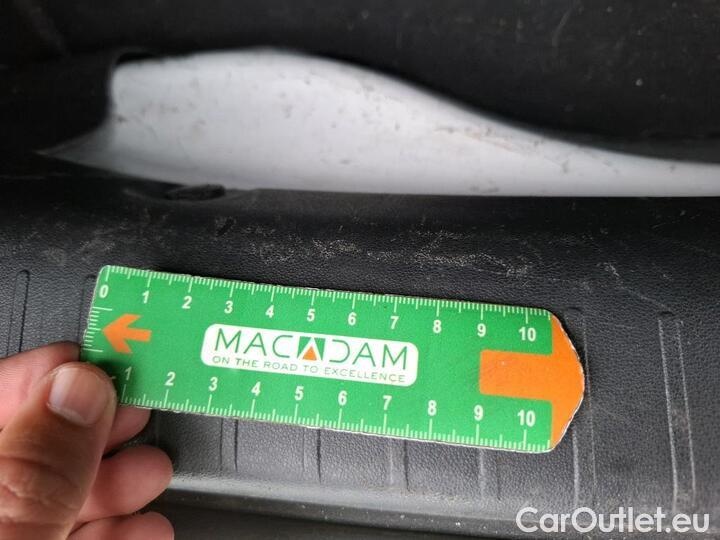 0 1 2 3 4 5 6 7 8 9 10
MACADAM
ON THE ROAD TO EXCELLENCE
1 2 3 4 5 6 7 8 9 10
CarOutlet.eu